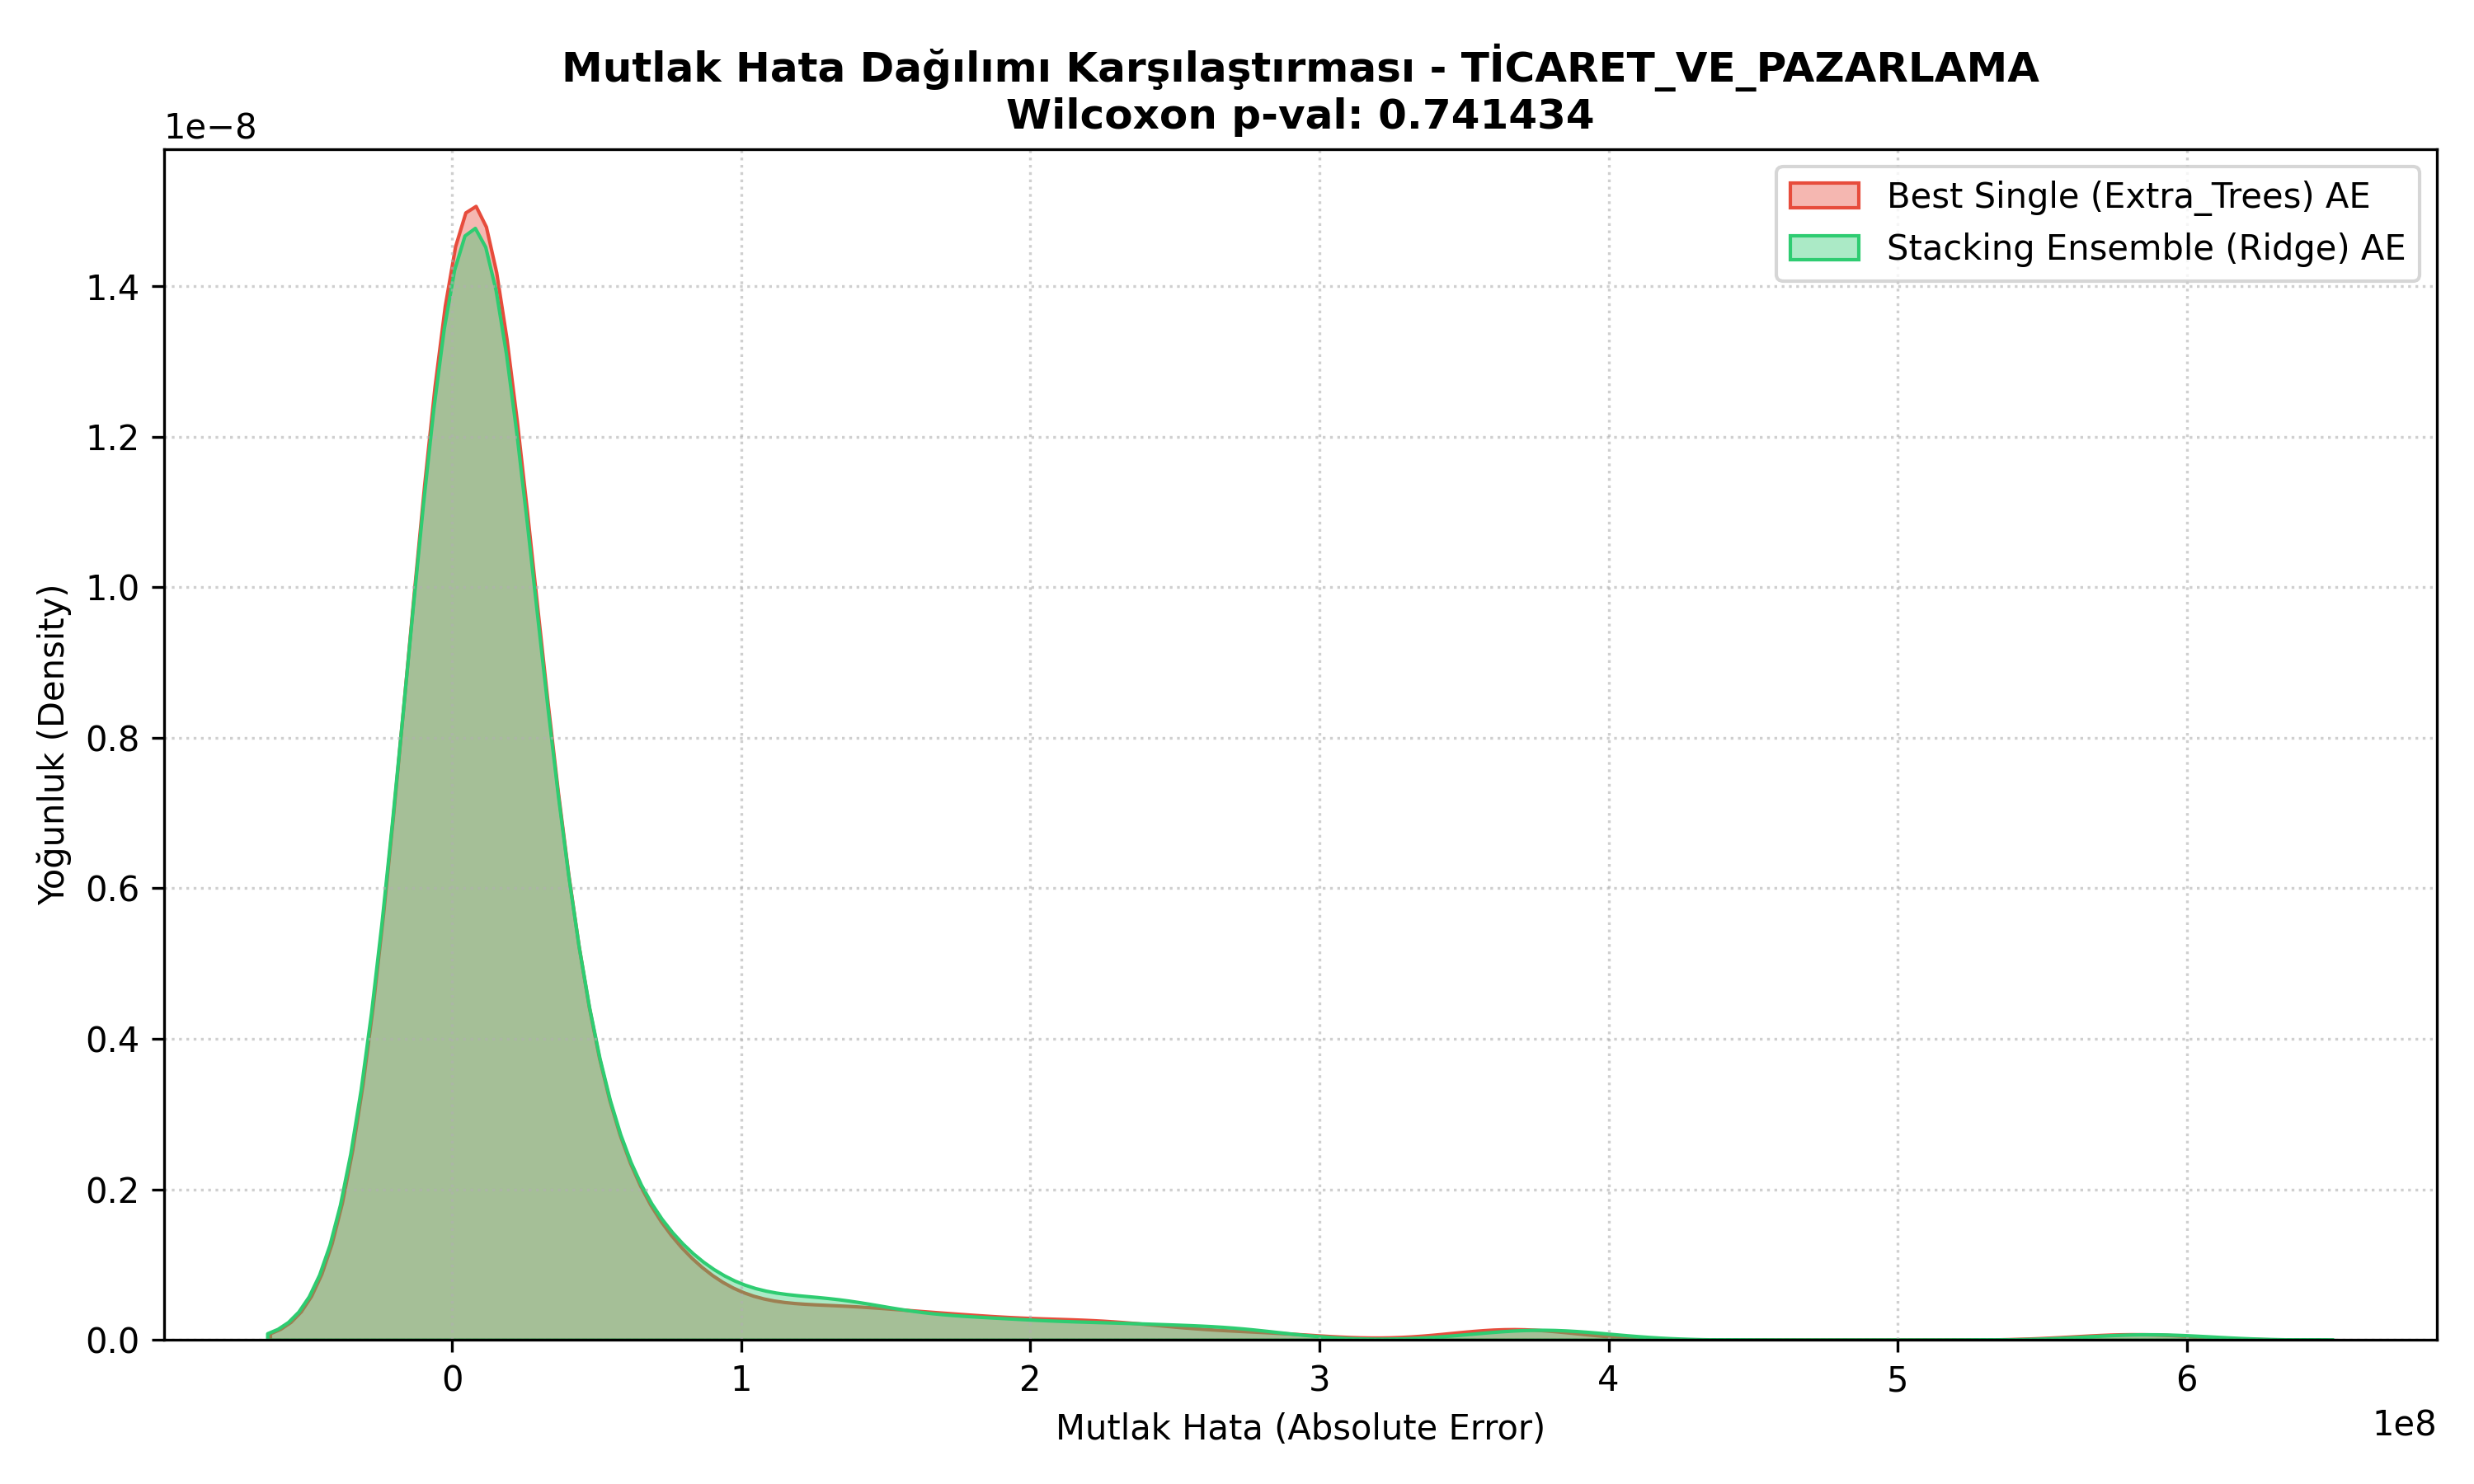 Mutlak Hata Dağılımı Karşılaştırması - TİCARET_VE_PAZARLAMA
Wilcoxon p-val: 0.741434
1e−8
Best Single (Extra_Trees) AE
Stacking Ensemble (Ridge) AE
1.4
1.2
1.0
0.8
0.6
0.4
0.2
0.0
Yoğunluk (Density)
0 1 2 3 4 5 6
Mutlak Hata (Absolute Error)
1e8